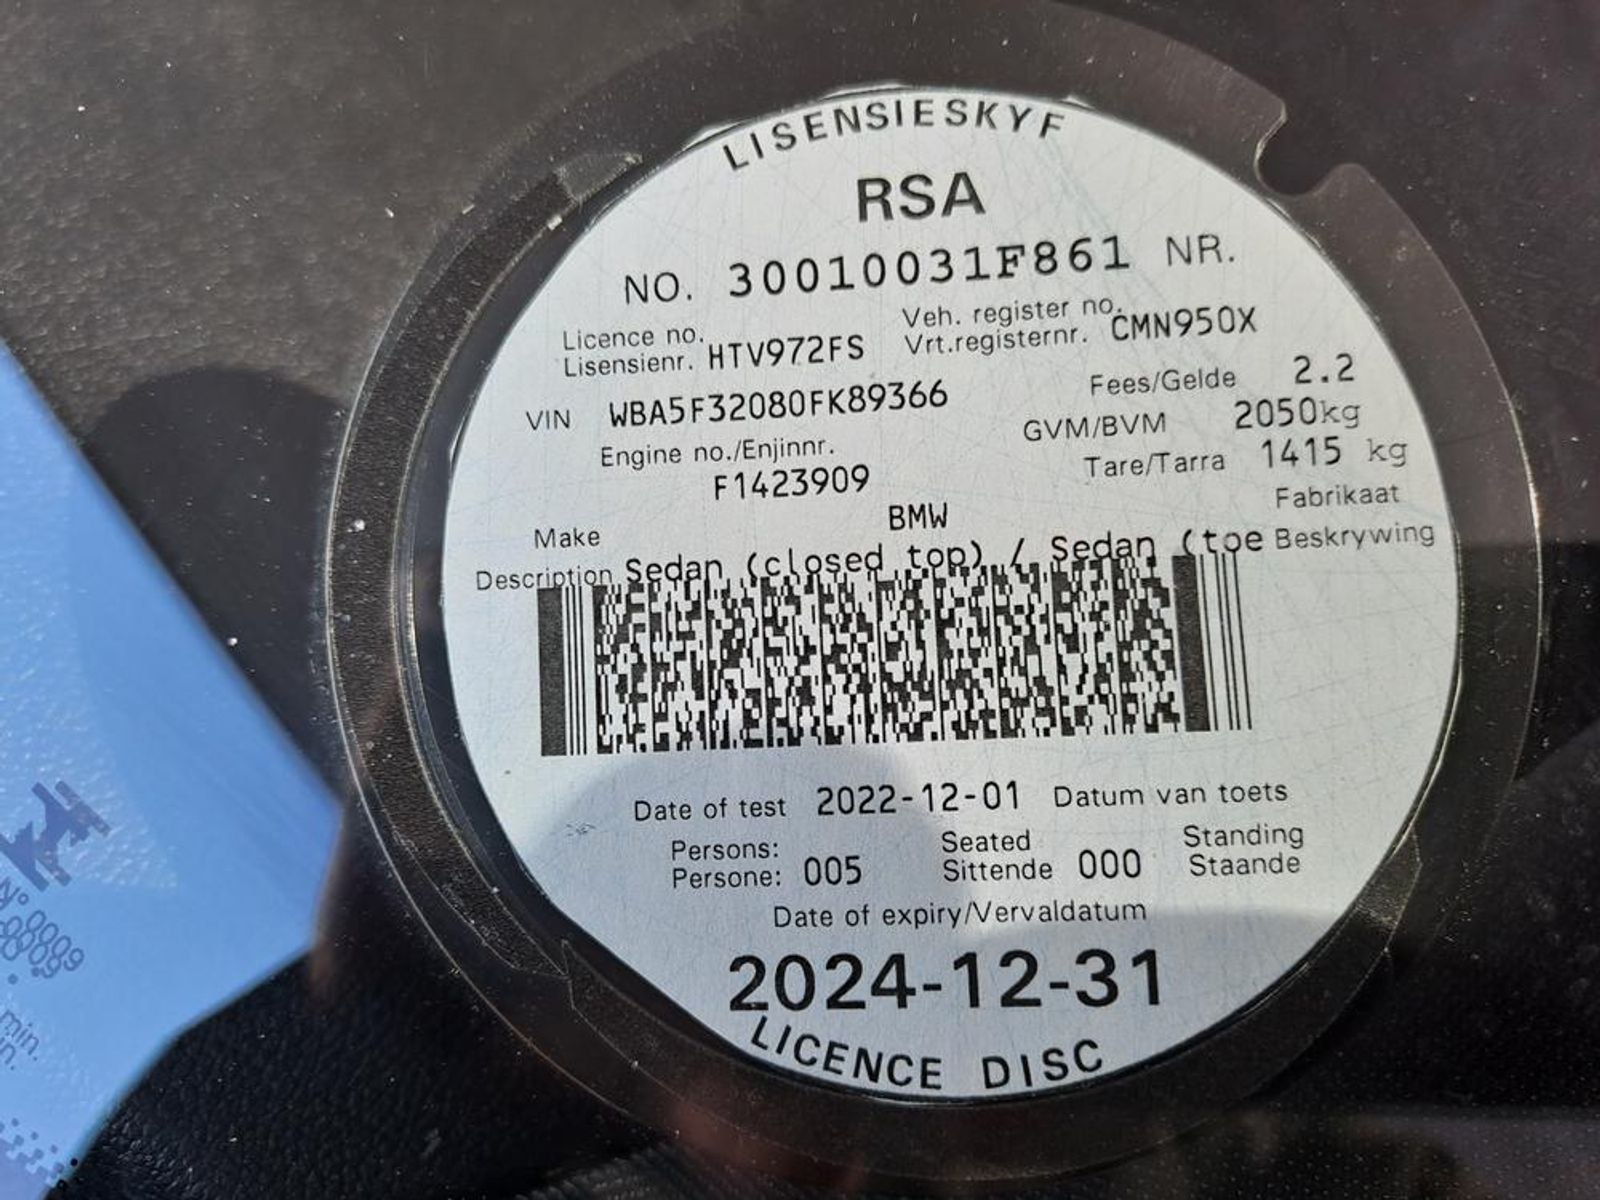 LISENSIESKYF
RSA
NO. 30010031F861 NR.
Licence no. Veh. register no.
Lisensienr. HTV972FS Vrt.registernr. CMN950X
VIN WBA5F32080FK89366 Fees/Gelde 2.2
Engine no./Enjinnr. GVM/BVM 2050kg
F1423909 Tare/Tarra 1415 kg
Make BMW Fabrikaat
Description Sedan (closed top) / Sedan (toe Beskrywing
Date of test 2022-12-01 Datum van toets
Persons: Seated Standing
Persone: 005 Sittende 000 Staande
Date of expiry/Vervaldatum
2024-12-31
LICENCE DISC
min.